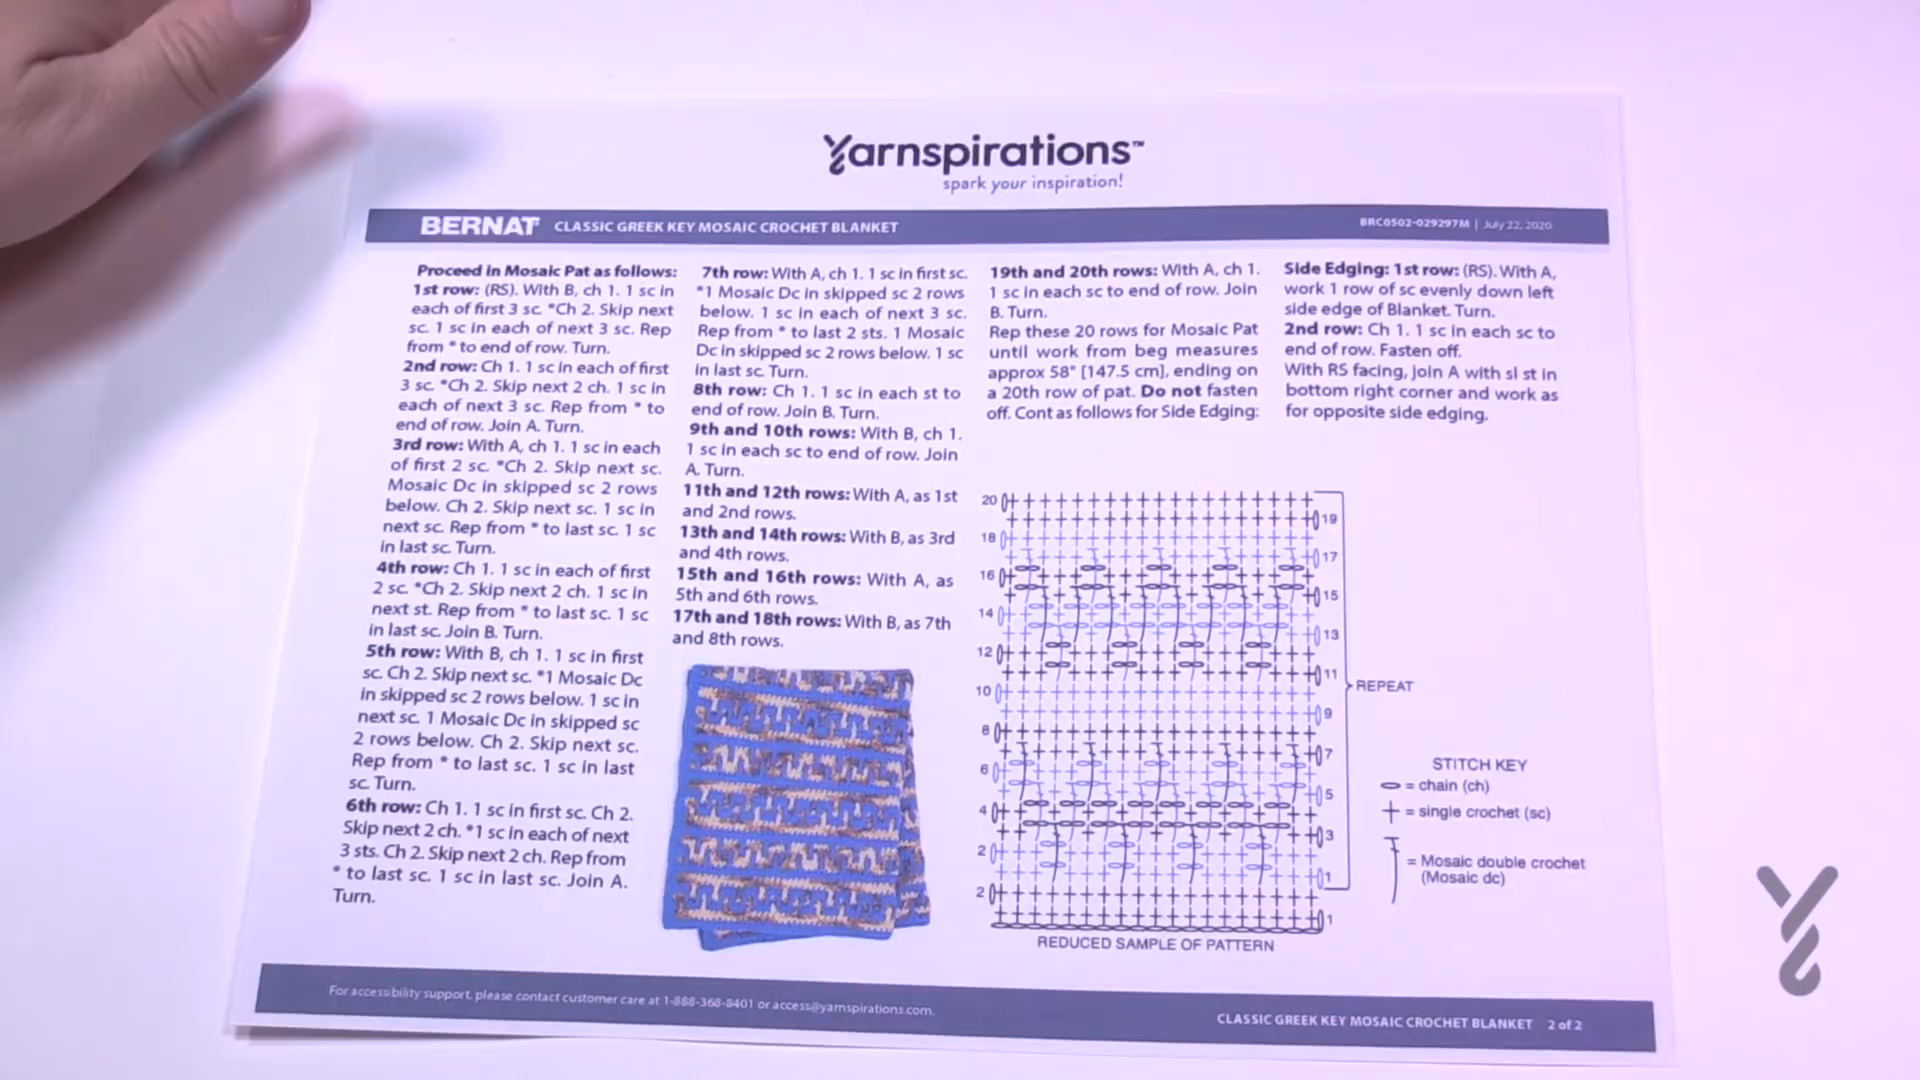 Yarnspirations™
spark your inspiration!
BERNAT CLASSIC GREEK KEY MOSAIC CROCHET BLANKET
BRC0502-029297M | July 22, 2020
Proceed in Mosaic Pat as follows:
1st row: (RS). With B, ch 1. 1 sc in
each of first 3 sc. *Ch 2. Skip next
sc. 1 sc in each of next 3 sc. Rep
from * to end of row. Turn.
2nd row: Ch 1. 1 sc in each of first
3 sc. *Ch 2. Skip next 2 ch. 1 sc in
each of next 3 sc. Rep from * to
end of row. Join A. Turn.
3rd row: With A, ch 1. 1 sc in each
of first 2 sc. *Ch 2. Skip next sc.
Mosaic Dc in skipped sc 2 rows
below. Ch 2. Skip next sc. 1 sc in
next sc. Rep from * to last sc. 1 sc
in last sc. Turn.
4th row: Ch 1. 1 sc in each of first
2 sc. *Ch 2. Skip next 2 ch. 1 sc in
next st. Rep from * to last sc. 1 sc
in last sc. Join B. Turn.
5th row: With B, ch 1. 1 sc in first
sc. Ch 2. Skip next sc. *1 Mosaic Dc
in skipped sc 2 rows below. 1 sc in
next sc. 1 Mosaic Dc in skipped sc
2 rows below. Ch 2. Skip next sc.
Rep from * to last sc. 1 sc in last
sc. Turn.
6th row: Ch 1. 1 sc in first sc. Ch 2.
Skip next 2 ch. *1 sc in each of next
3 sts. Ch 2. Skip next 2 ch. Rep from
* to last sc. 1 sc in last sc. Join A.
Turn.
7th row: With A, ch 1. 1 sc in first sc.
*1 Mosaic Dc in skipped sc 2 rows
below. 1 sc in each of next 3 sc.
Rep from * to last 2 sts. 1 Mosaic
Dc in skipped sc 2 rows below. 1 sc
in last sc. Turn.
8th row: Ch 1. 1 sc in each st to
end of row. Join B. Turn.
9th and 10th rows: With B, ch 1.
1 sc in each sc to end of row. Join
A. Turn.
11th and 12th rows: With A, as 1st
and 2nd rows.
13th and 14th rows: With B, as 3rd
and 4th rows.
15th and 16th rows: With A, as
5th and 6th rows.
17th and 18th rows: With B, as 7th
and 8th rows.
19th and 20th rows: With A, ch 1.
1 sc in each sc to end of row. Join
B. Turn.
Rep these 20 rows for Mosaic Pat
until work from beg measures
approx 58" [147.5 cm], ending on
a 20th row of pat. Do not fasten
off. Cont as follows for Side Edging:
Side Edging: 1st row: (RS). With A,
work 1 row of sc evenly down left
side edge of Blanket. Turn.
2nd row: Ch 1. 1 sc in each sc to
end of row. Fasten off.
With RS facing, join A with sl st in
bottom right corner and work as
for opposite side edging.
20
19
18
17
16
15
14
13
12
11
10
9
8
7
6
5
4
3
2
1
2
1
REPEAT
REDUCED SAMPLE OF PATTERN
STITCH KEY
= chain (ch)
= single crochet (sc)
= Mosaic double crochet
(Mosaic dc)
For accessibility support, please contact customer care at 1-888-368-8401 or access@yarnspirations.com.
CLASSIC GREEK KEY MOSAIC CROCHET BLANKET 2 of 2